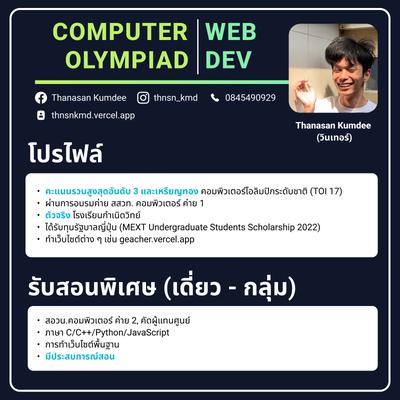 COMPUTER OLYMPIAD
WEB DEV
Thanasan Kumdee
thnsn_kmd
0845490929
thnsnkmd.vercel.app
Thanasan Kumdee
(วินเทอร์)
โปรไฟล์
• คะแนนรวมสูงสุดอันดับ 3 และเหรียญทอง คอมพิวเตอร์โอลิมปิกระดับชาติ (TOI 17)
• ผ่านการอบรมค่าย สสวท. คอมพิวเตอร์ ค่าย 1
• ตัวจริง โรงเรียนกำเนิดวิทย์
• ได้รับทุนรัฐบาลญี่ปุ่น (MEXT Undergraduate Students Scholarship 2022)
• ทำเว็บไซต์ต่าง ๆ เช่น geacher.vercel.app
รับสอนพิเศษ (เดี่ยว - กลุ่ม)
• สอวน.คอมพิวเตอร์ ค่าย 2, คัดผู้แทนศูนย์
• ภาษา C/C++/Python/JavaScript
• การทำเว็บไซต์พื้นฐาน
• มีประสบการณ์สอน